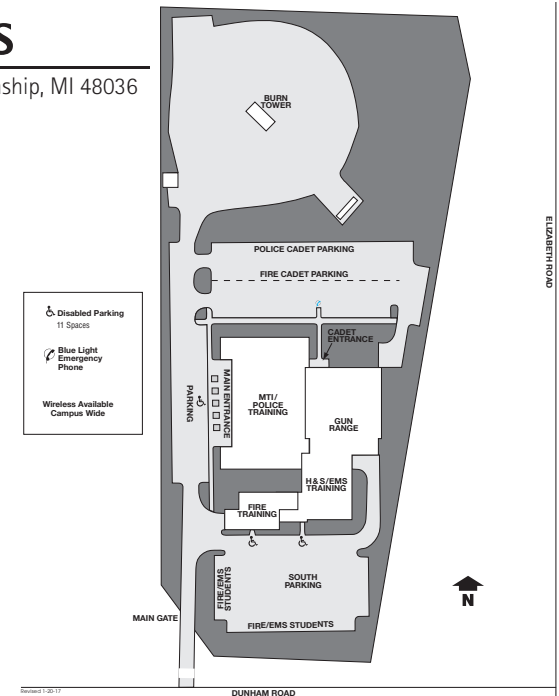 S
nship, MI 48036
BURN
TOWER
POLICE CADET PARKING
FIRE CADET PARKING
ELIZABETH ROAD
Disabled Parking
11 Spaces
Blue Light
Emergency
Phone
Wireless Available
Campus Wide
CADET
ENTRANCE
PARKING
MAIN ENTRANCE
MTI/
POLICE
TRAINING
GUN
RANGE
H&S/EMS
TRAINING
FIRE
TRAINING
FIRE/EMS
STUDENTS
SOUTH
PARKING
MAIN GATE
FIRE/EMS STUDENTS
N
Revised 1-20-17
DUNHAM ROAD